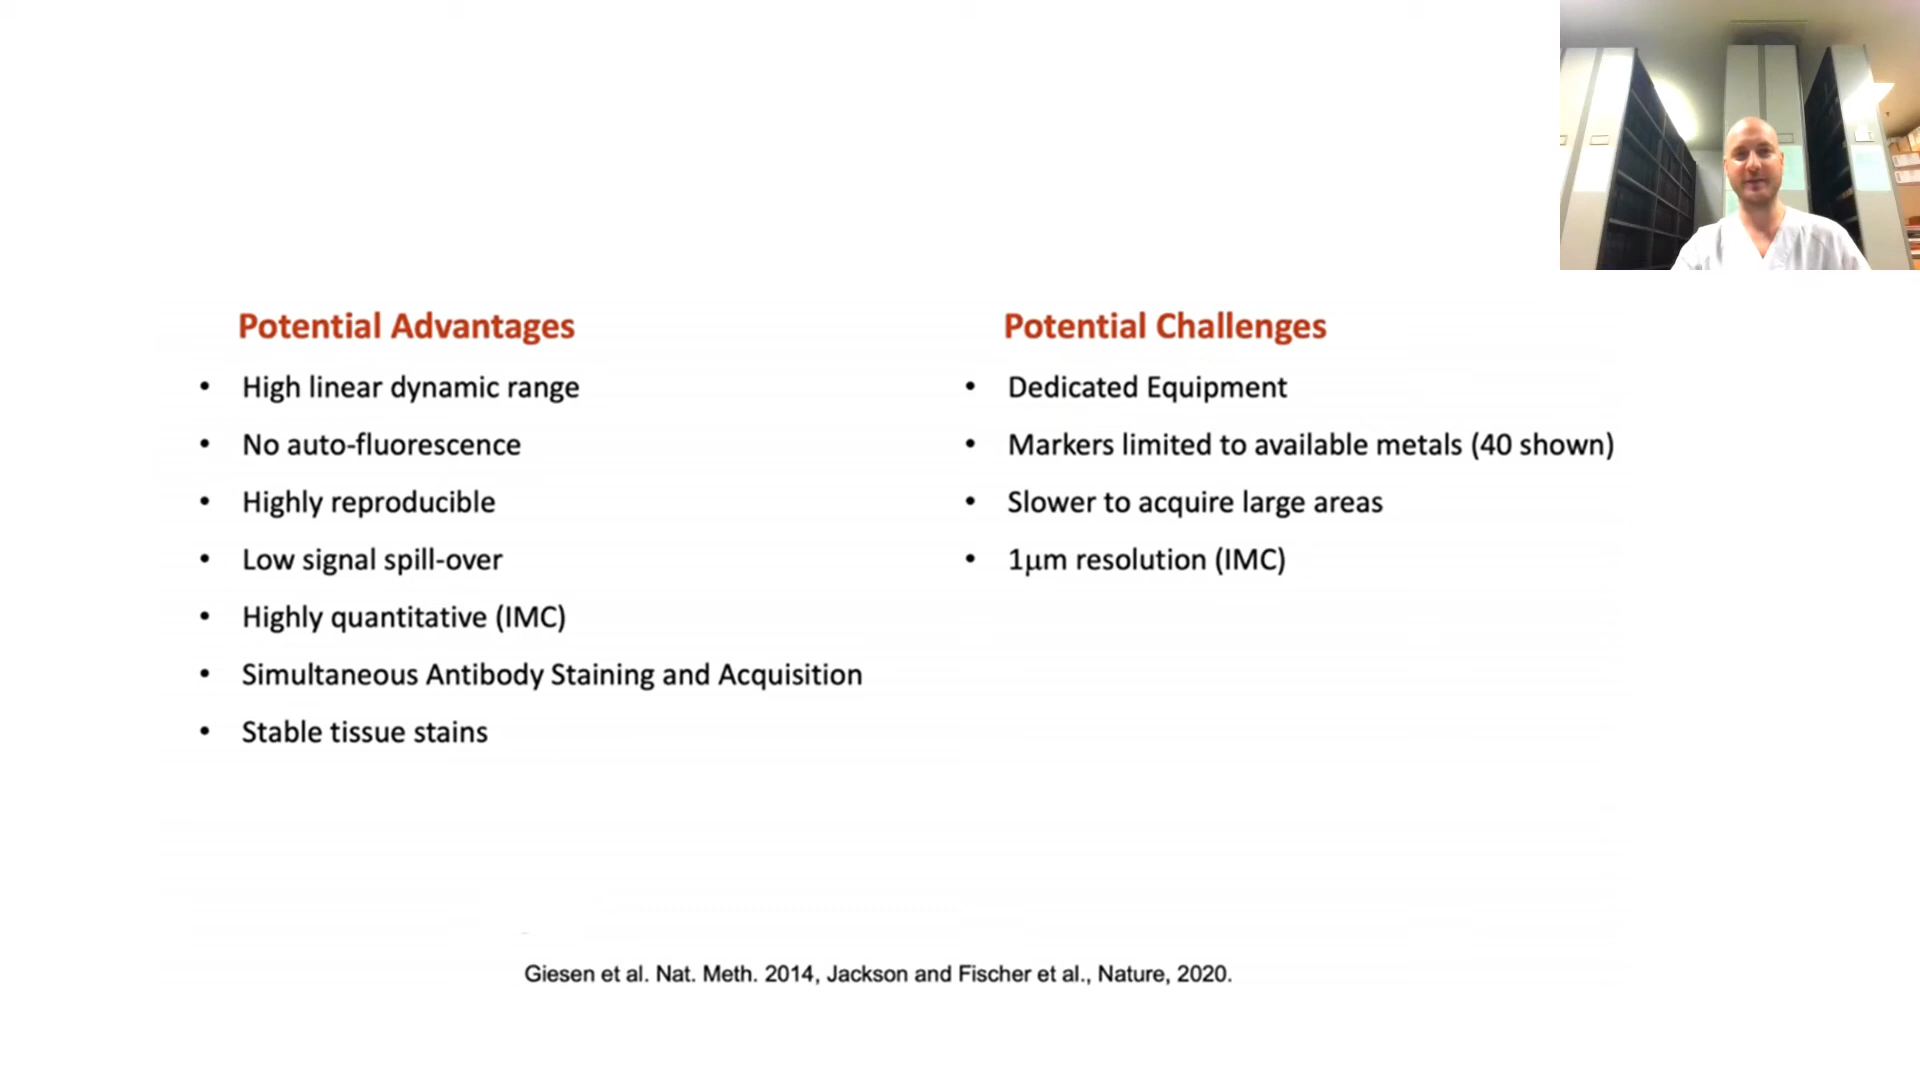 Potential Advantages
• High linear dynamic range
• No auto-fluorescence
• Highly reproducible
• Low signal spill-over
• Highly quantitative (IMC)
• Simultaneous Antibody Staining and Acquisition
• Stable tissue stains
Potential Challenges
• Dedicated Equipment
• Markers limited to available metals (40 shown)
• Slower to acquire large areas
• 1µm resolution (IMC)
Giesen et al. Nat. Meth. 2014, Jackson and Fischer et al., Nature, 2020.